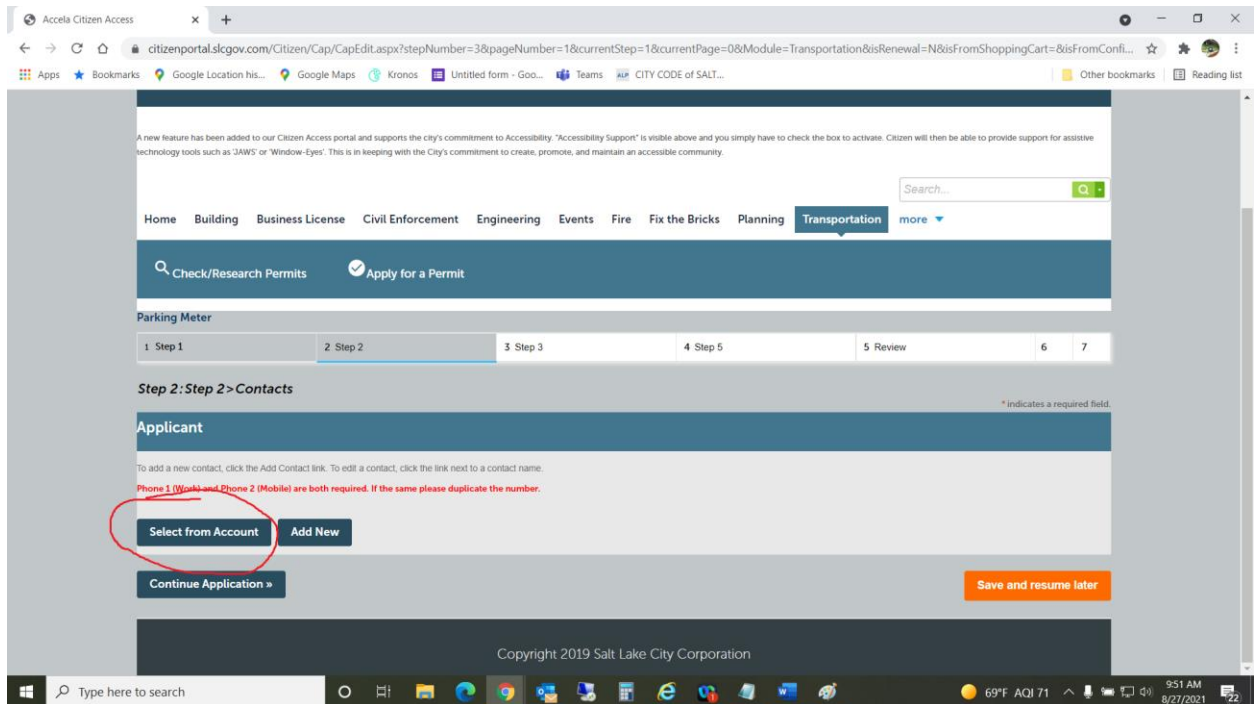 Accela Citizen Access
citizenportal.slcgov.com/Citizen/Cap/CapEdit.aspx?stepNumber=3&pageNumber=1&currentStep=1&currentPage=0&Module=Transportation&isRenewal=N&isFromShoppingCart=&isFromConfi...
Apps Bookmarks Google Location his... Google Maps Kronos Untitled form - Goo... Teams ALP CITY CODE of SALT... Other bookmarks Reading list
A new feature has been added to our Citizen Access portal and supports the city's commitment to Accessibility. "Accessibility Support" is visible above and you simply have to check the box to activate. Citizen will then be able to provide support for assistive
technology tools such as 'JAWS' or 'Window-Eyes'. This is in keeping with the City's commitment to create, promote, and maintain an accessible community.
Search...
Home Building Business License Civil Enforcement Engineering Events Fire Fix the Bricks Planning Transportation more
Check/Research Permits Apply for a Permit
Parking Meter
1 Step 1 2 Step 2 3 Step 3 4 Step 5 5 Review 6 7
Step 2:Step 2>Contacts
* indicates a required field.
Applicant
To add a new contact, click the Add Contact link. To edit a contact, click the link next to a contact name.
Phone 1 (Work) and Phone 2 (Mobile) are both required. If the same please duplicate the number.
Select from Account Add New
Continue Application » Save and resume later
Copyright 2019 Salt Lake City Corporation
Type here to search 69°F AQI 71 9:51 AM
8/27/2021 22